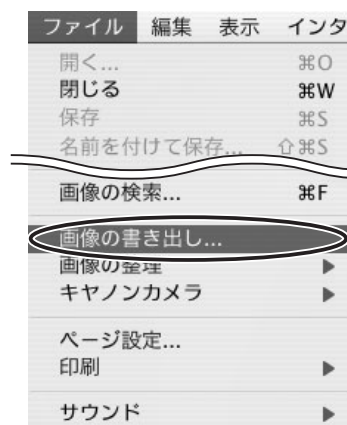 ファイル 編集 表示 インタ
開く... ⌘O
閉じる ⌘W
保存 ⌘S
名前を付けて保存... ⇧⌘S
画像の検索... ⌘F
画像の書き出し...
画像の整理 ▶
キヤノンカメラ ▶
ページ設定...
印刷 ▶
サウンド ▶